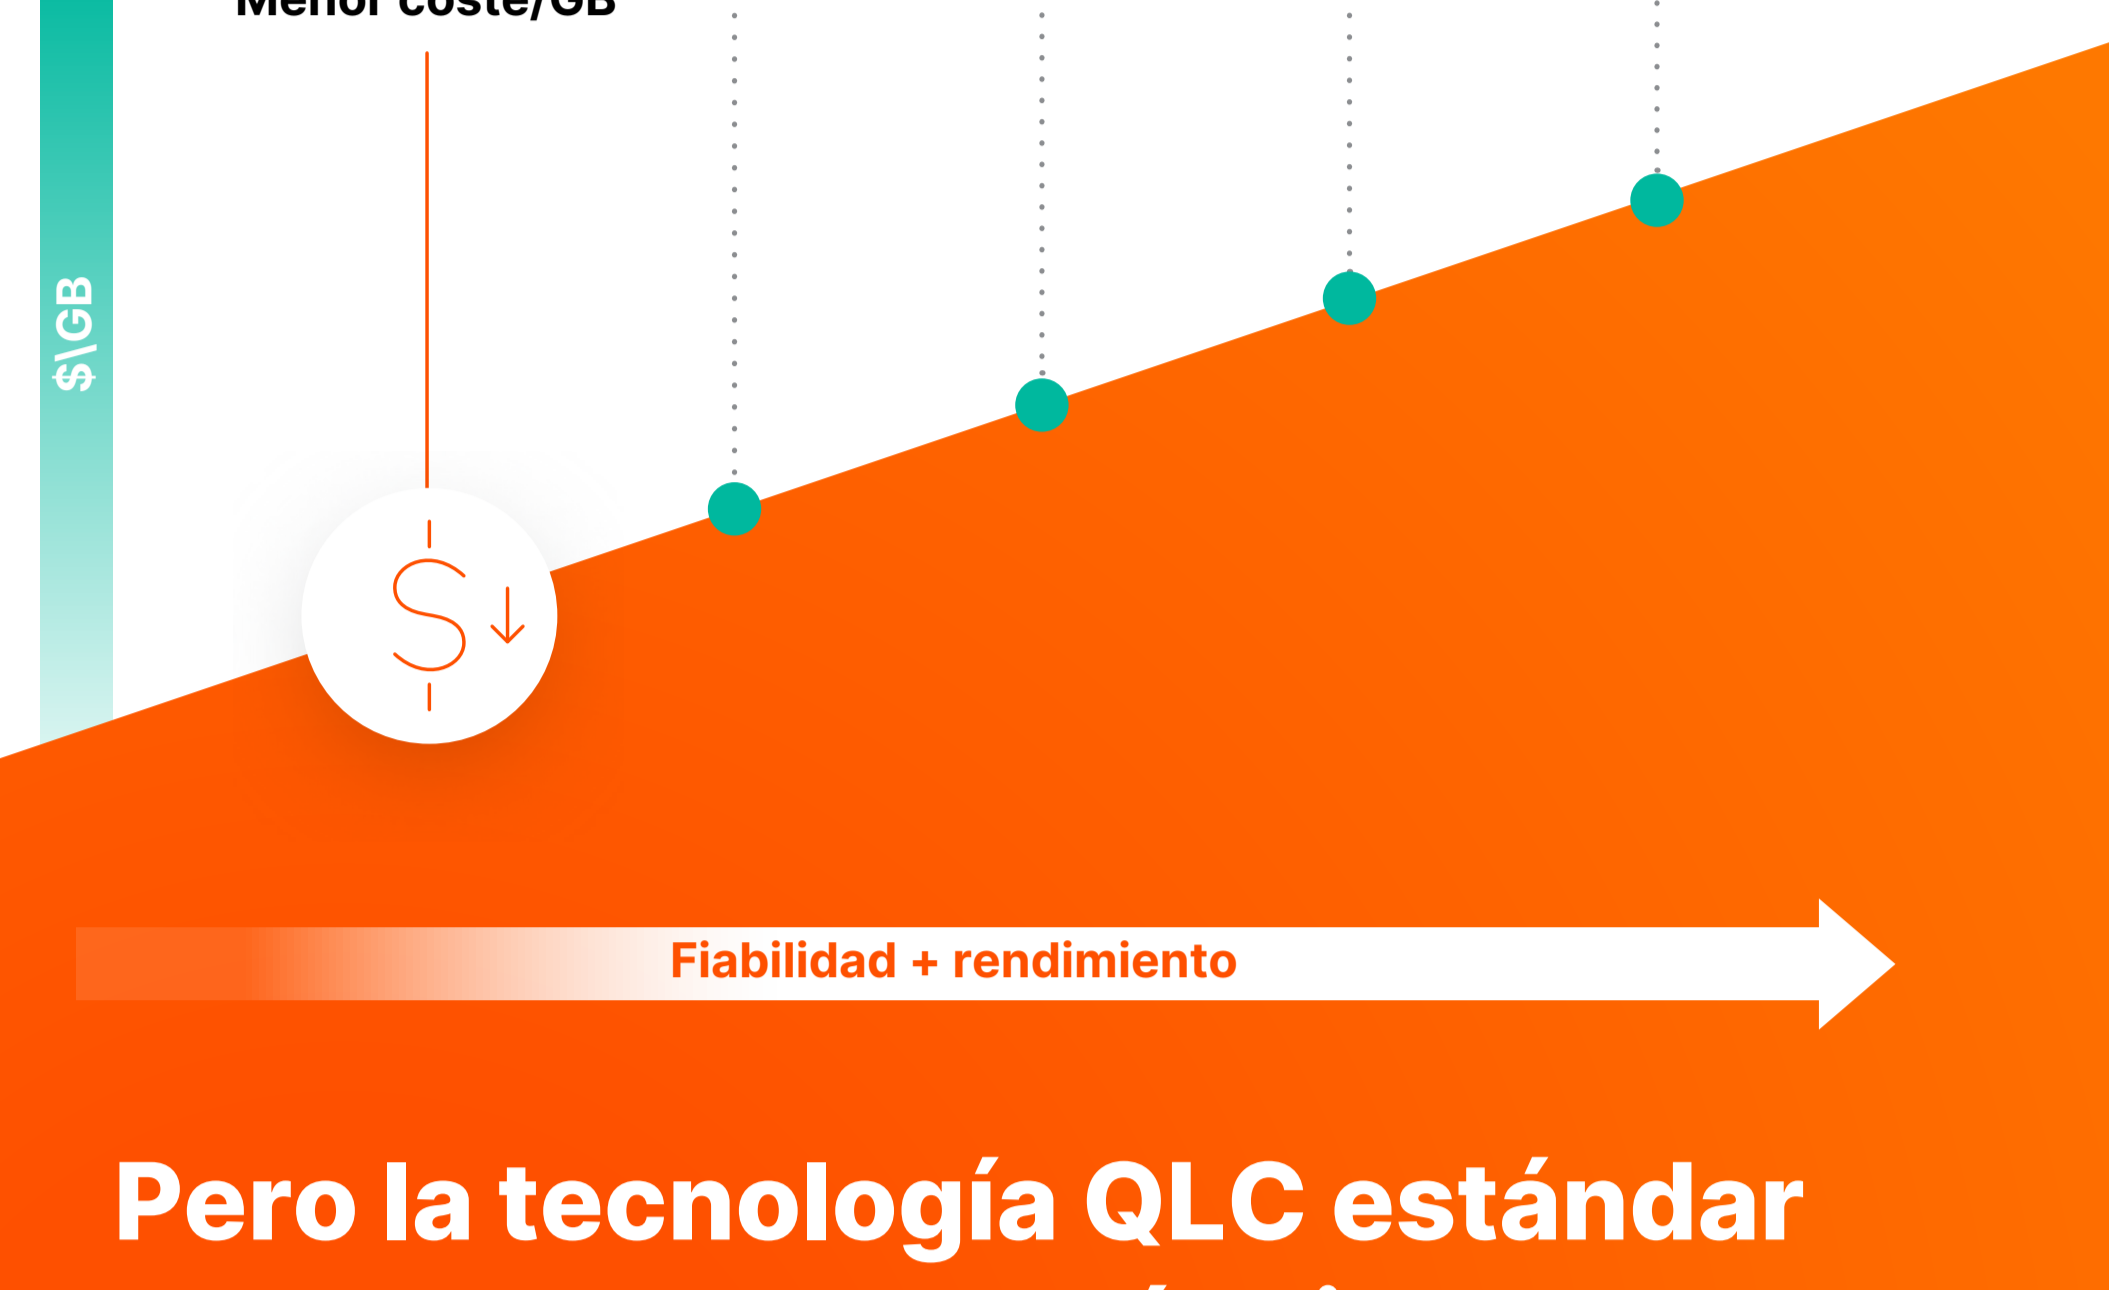 Menor coste/GB
$\GB
Fiabilidad + rendimiento
Pero la tecnología QLC estándar